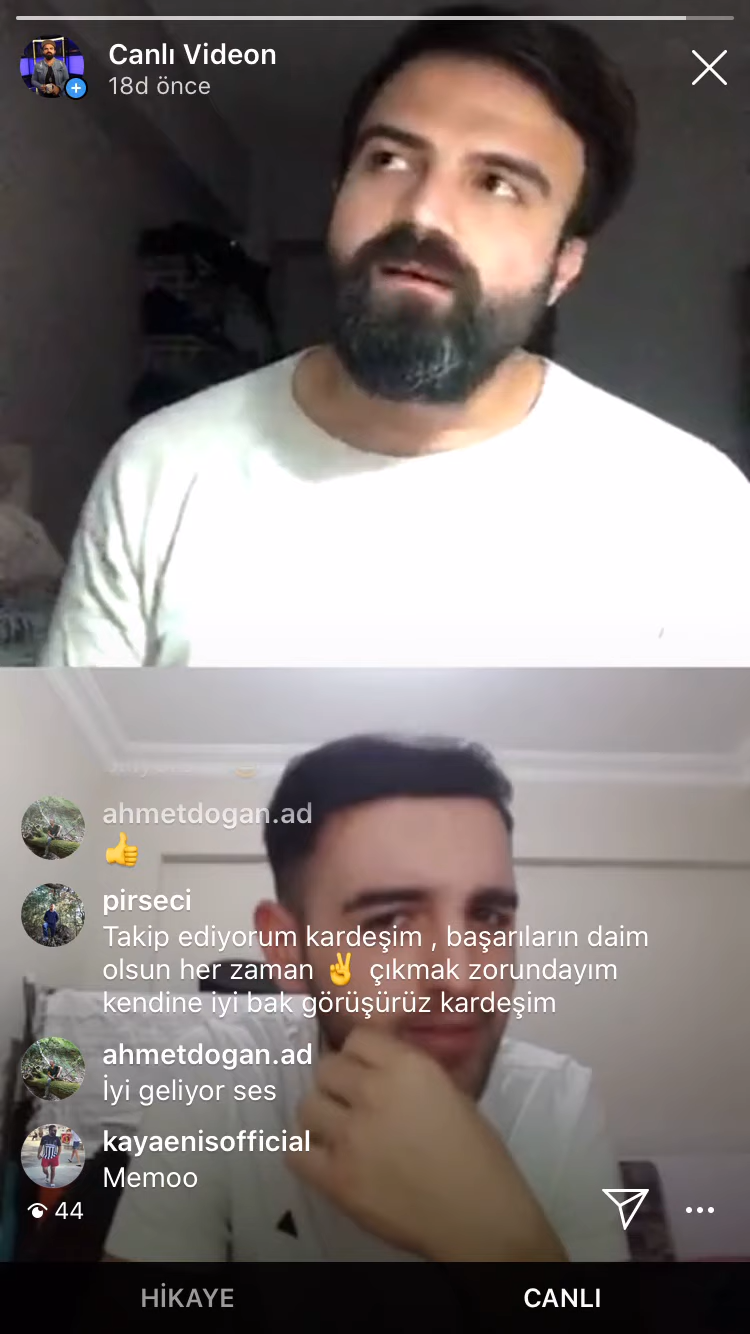 Canlı Videon
18d önce
ahmetdogan.ad
👍
pirseci
Takip ediyorum kardeşim , başarıların daim
olsun her zaman ✌️ çıkmak zorundayım
kendine iyi bak görüşürüz kardeşim
ahmetdogan.ad
İyi geliyor ses
kayaenisofficial
Memoo
44
HİKAYE
CANLI